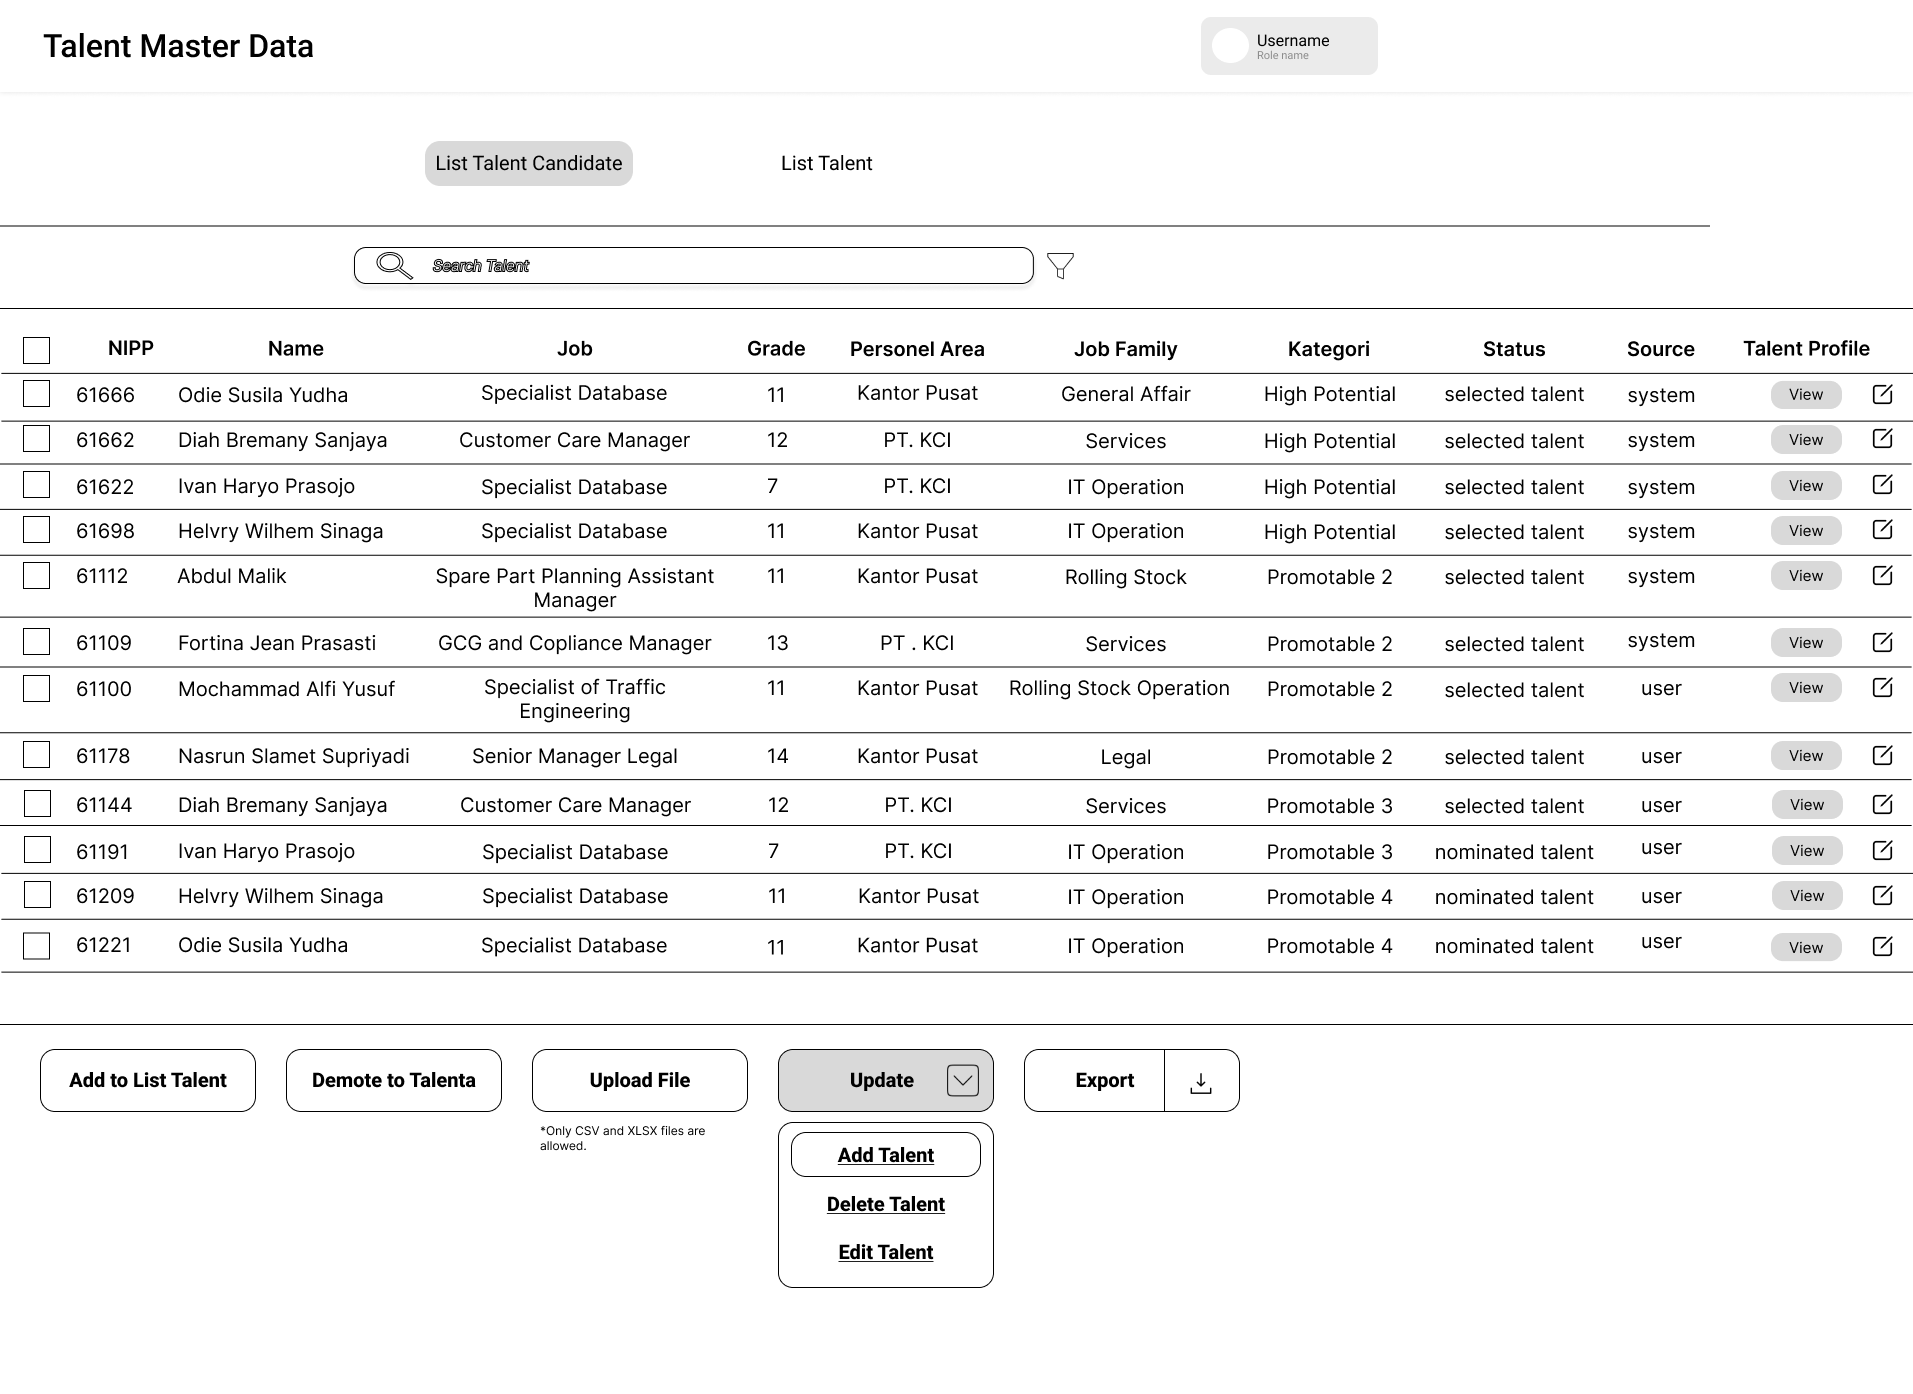 Talent Master Data
Username
Role name
List Talent Candidate
List Talent
Search Talent
NIPP Name Job Grade Personel Area Job Family Kategori Status Source Talent Profile
61666 Odie Susila Yudha Specialist Database 11 Kantor Pusat General Affair High Potential selected talent system View
61662 Diah Bremany Sanjaya Customer Care Manager 12 PT. KCI Services High Potential selected talent system View
61622 Ivan Haryo Prasojo Specialist Database 7 PT. KCI IT Operation High Potential selected talent system View
61698 Helvry Wilhem Sinaga Specialist Database 11 Kantor Pusat IT Operation High Potential selected talent system View
61112 Abdul Malik Spare Part Planning Assistant 11 Kantor Pusat Rolling Stock Promotable 2 selected talent system View
Manager
61109 Fortina Jean Prasasti GCG and Copliance Manager 13 PT . KCI Services Promotable 2 selected talent system View
61100 Mochammad Alfi Yusuf Specialist of Traffic 11 Kantor Pusat Rolling Stock Operation Promotable 2 selected talent user View
Engineering
61178 Nasrun Slamet Supriyadi Senior Manager Legal 14 Kantor Pusat Legal Promotable 2 selected talent user View
61144 Diah Bremany Sanjaya Customer Care Manager 12 PT. KCI Services Promotable 3 selected talent user View
61191 Ivan Haryo Prasojo Specialist Database 7 PT. KCI IT Operation Promotable 3 nominated talent user View
61209 Helvry Wilhem Sinaga Specialist Database 11 Kantor Pusat IT Operation Promotable 4 nominated talent user View
61221 Odie Susila Yudha Specialist Database 11 Kantor Pusat IT Operation Promotable 4 nominated talent user View
Add to List Talent
Demote to Talenta
Upload File
Update
Export
*Only CSV and XLSX files are
allowed.
Add Talent
Delete Talent
Edit Talent